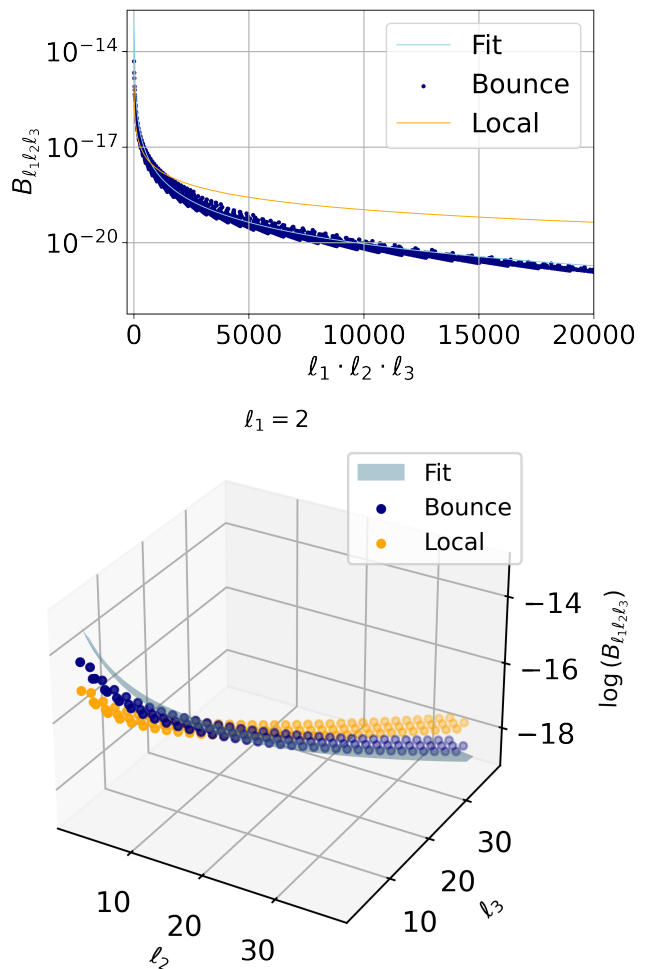 10⁻¹⁴
10⁻¹⁷
10⁻²⁰
B_{ℓ₁ℓ₂ℓ₃}
Fit
Bounce
Local
0 5000 10000 15000 20000
ℓ₁ · ℓ₂ · ℓ₃
ℓ₁ = 2
Fit
Bounce
Local
−14
−16
−18
log (B_{ℓ₁ℓ₂ℓ₃})
10
20
30
ℓ₂
10
20
30
ℓ₃